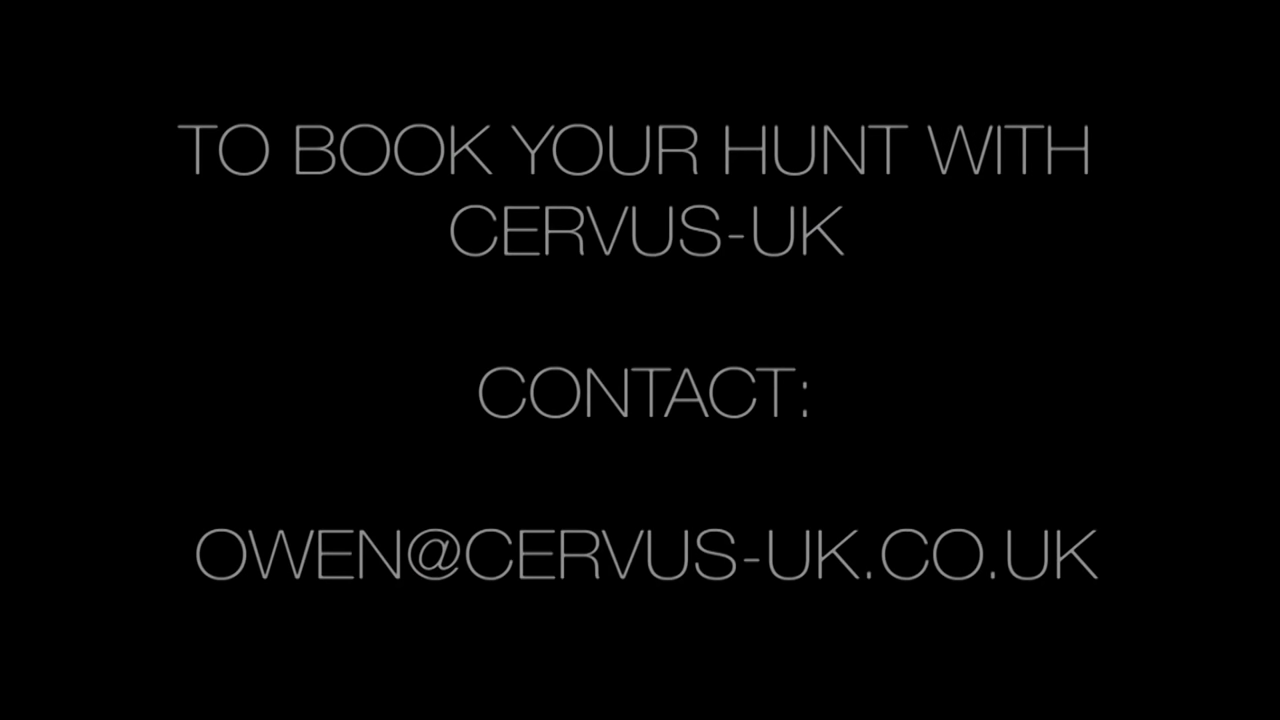 TO BOOK YOUR HUNT WITH
CERVUS-UK
CONTACT:
OWEN@CERVUS-UK.CO.UK